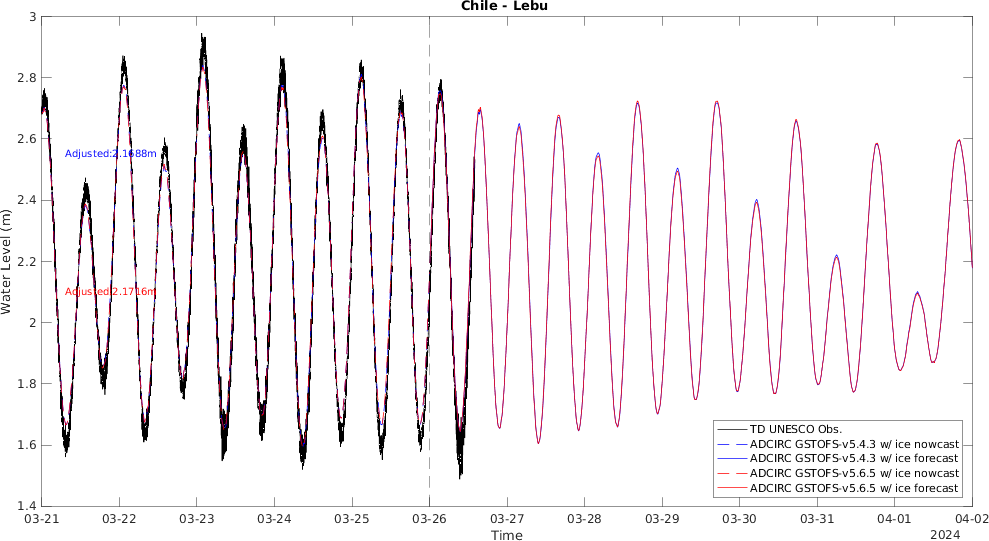 Chile - Lebu
3
2.8
2.6
2.4
2.2
2
1.8
1.6
1.4
Water Level (m)
Adjusted:2.1688m
Adjusted:2.1716m
TD UNESCO Obs.
ADCIRC GSTOFS-v5.4.3 w/ ice nowcast
ADCIRC GSTOFS-v5.4.3 w/ ice forecast
ADCIRC GSTOFS-v5.6.5 w/ ice nowcast
ADCIRC GSTOFS-v5.6.5 w/ ice forecast
03-21 03-22 03-23 03-24 03-25 03-26 03-27 03-28 03-29 03-30 03-31 04-01 04-02
Time 2024